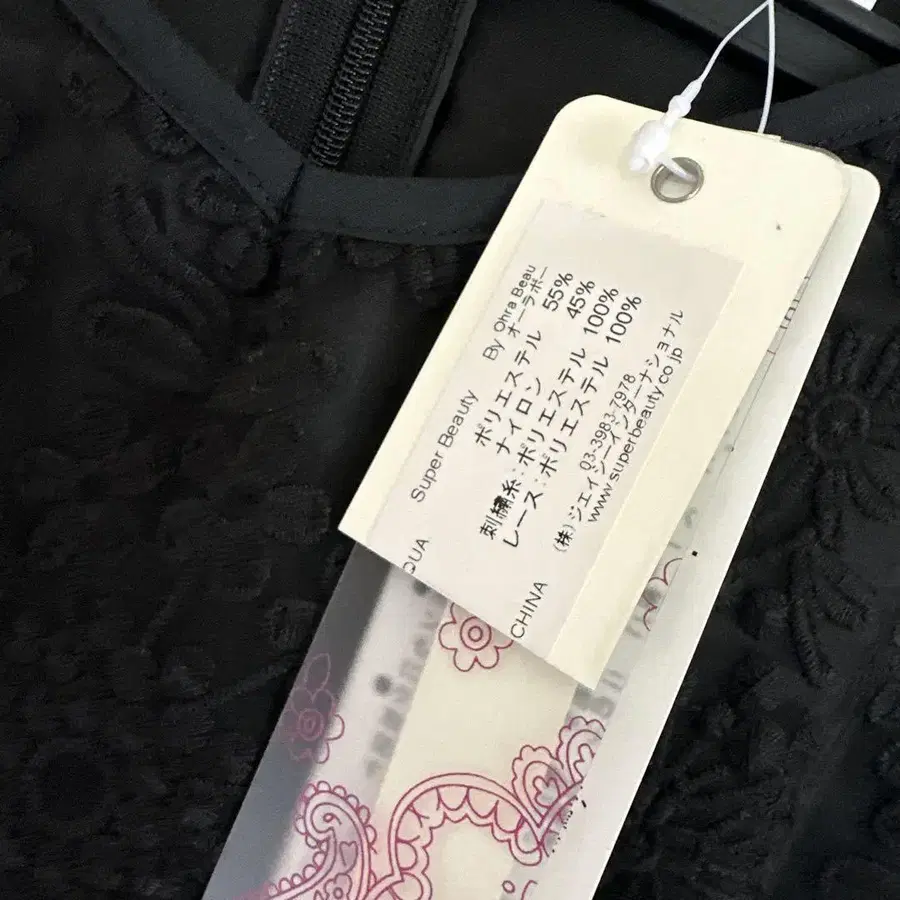 Super Beauty By Ohra Beau
オーラボー
ポリエステル 55%
ナイロン 45%
刺繍糸:ポリエステル 100%
レース:ポリエステル 100%
(株)ジェイシーインターナショナル
03-3983-7978
www.superbeauty.co.jp
QUA
CHINA